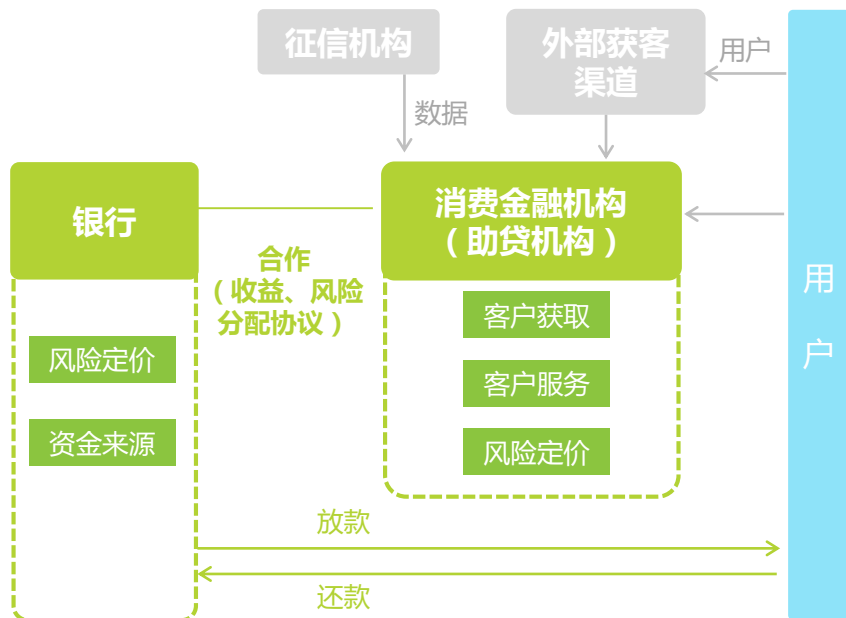 征信机构
外部获客
渠道
用户
数据
银行
消费金融机构
（助贷机构）
合作
（收益、风险
分配协议）
用
户
客户获取
风险定价
客户服务
资金来源
风险定价
放款
还款